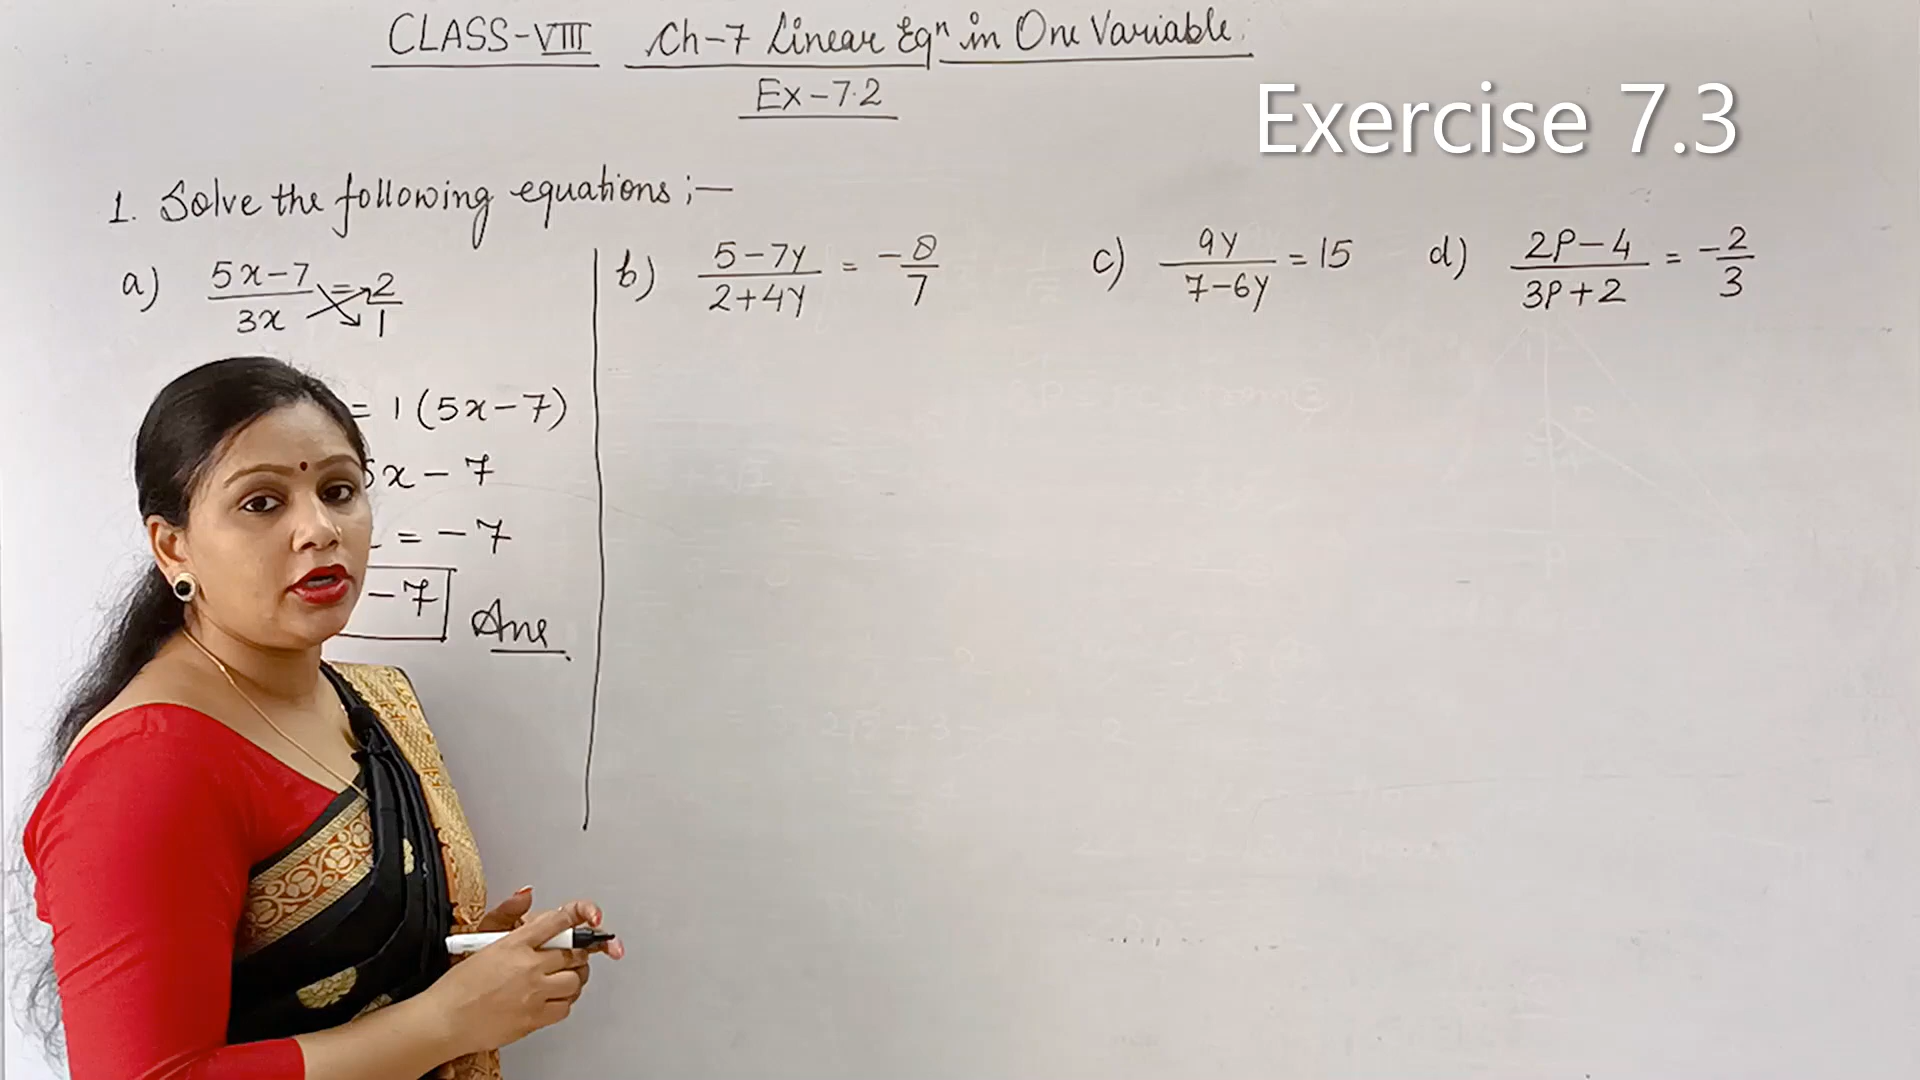 CLASS-VIII Ch-7 Linear Eqⁿ in One Variable.
Ex-7.2
Exercise 7.3
1. Solve the following equations;—
a) (5x-7)/(3x) = 2/1
b) (5-7y)/(2+4y) = -8/7
c) 9y/(7-6y) = 15
d) (2P-4)/(3P+2) = -2/3
= 1(5x-7)
5x-7
= -7
-7 Ans.